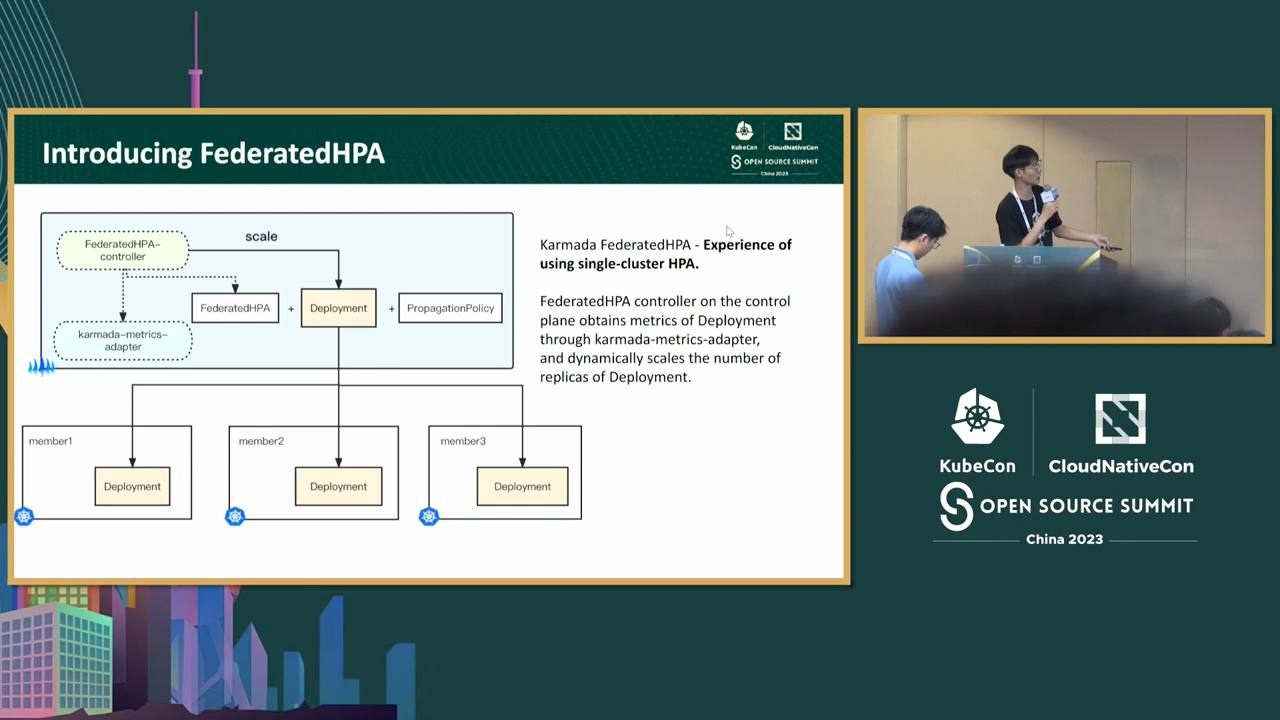 Introducing FederatedHPA
KubeCon
CloudNativeCon
OPEN SOURCE SUMMIT
China 2023
FederatedHPA–
controller
scale
FederatedHPA
+
Deployment
+
PropagationPolicy
karmada–metrics–
adapter
member1
Deployment
member2
Deployment
member3
Deployment
Karmada FederatedHPA - Experience of
using single-cluster HPA.
FederatedHPA controller on the control
plane obtains metrics of Deployment
through karmada-metrics-adapter,
and dynamically scales the number of
replicas of Deployment.
KubeCon
CloudNativeCon
OPEN SOURCE SUMMIT
China 2023